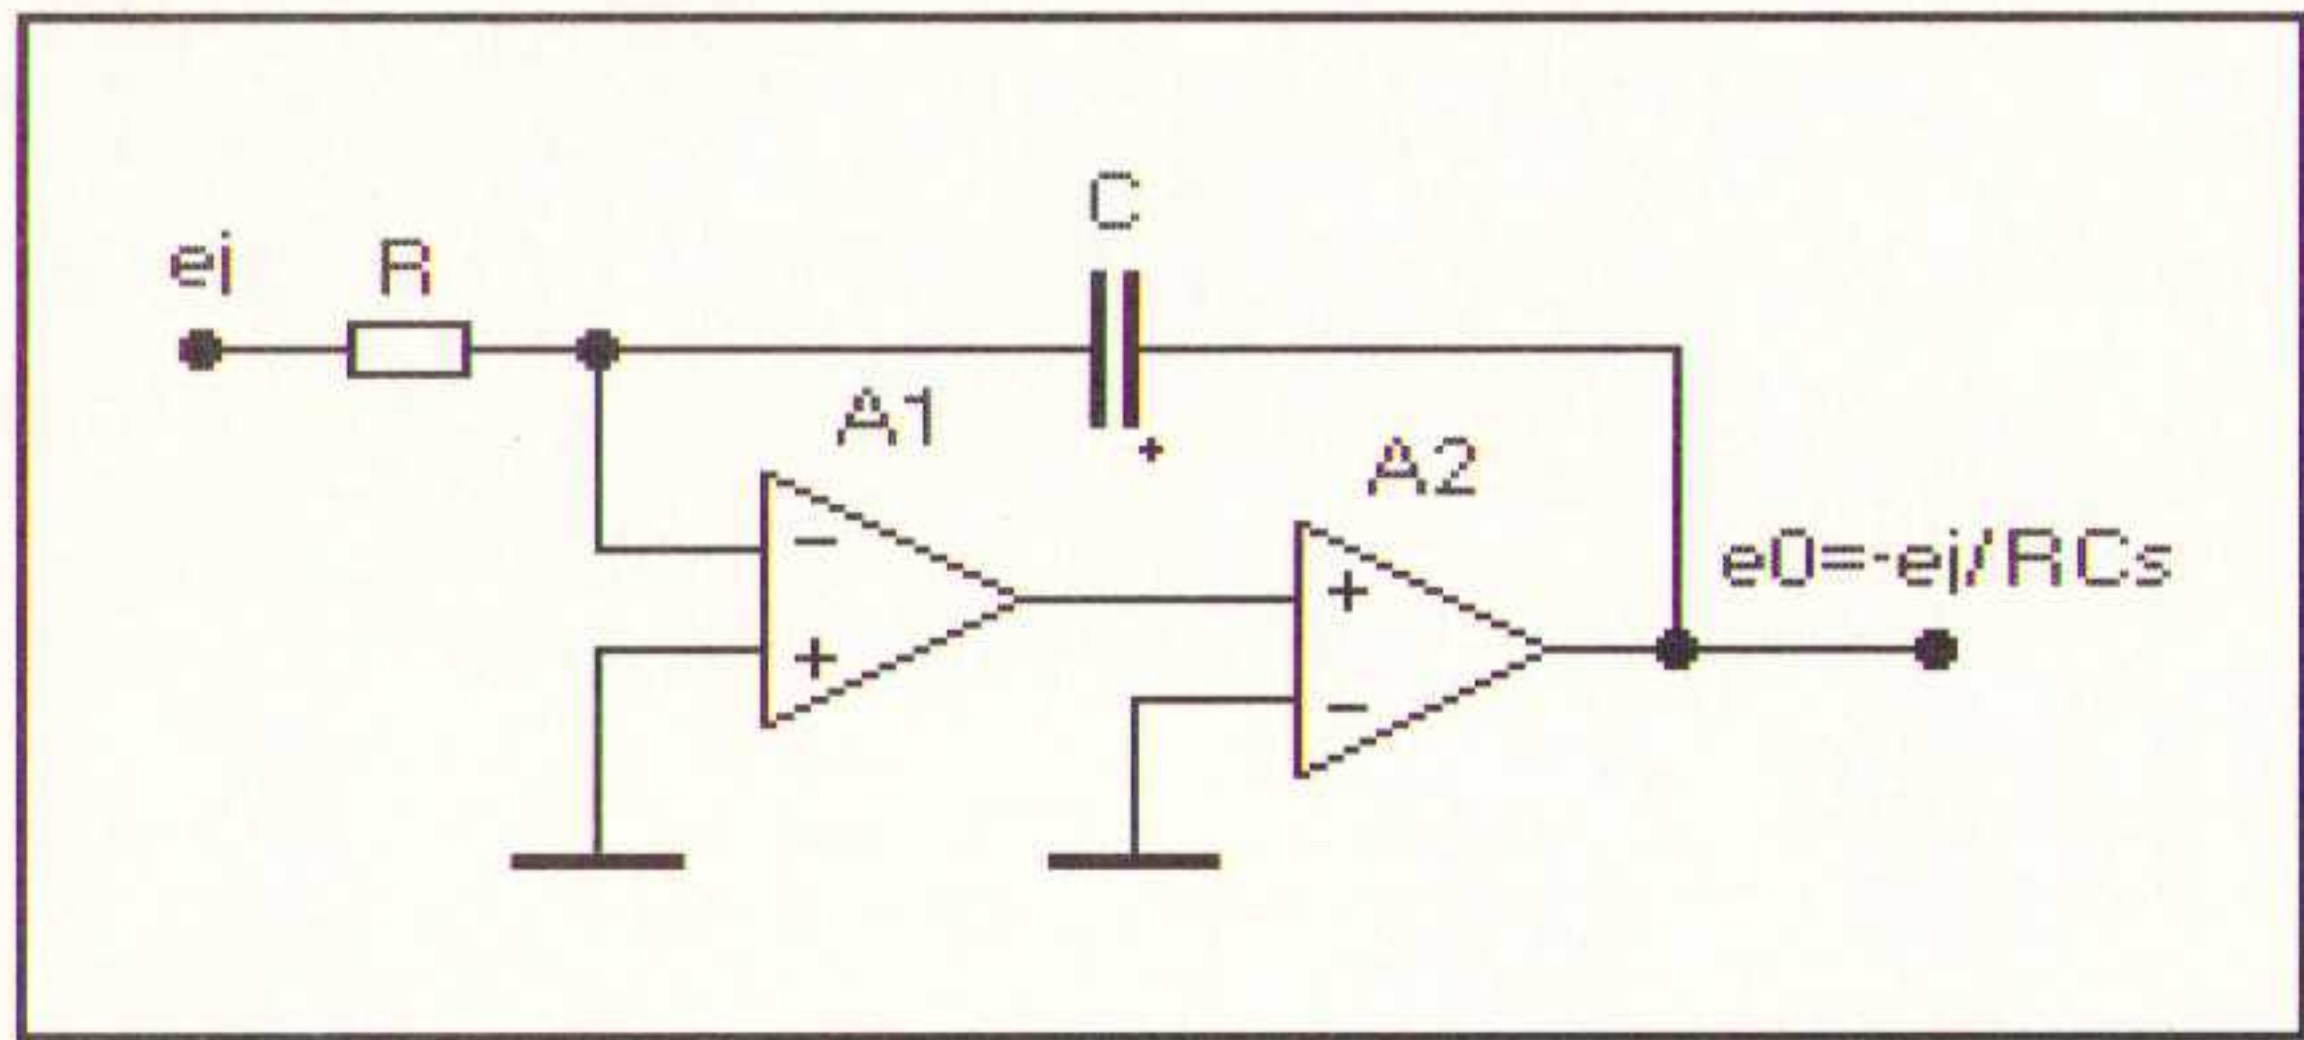 C
ei
R
A1
+
A2
−
+
e0=-ei/RCs
+
−